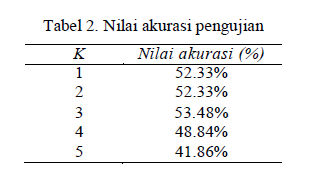 Tabel 2. Nilai akurasi pengujian
K Nilai akurasi (%)
1 52.33%
2 52.33%
3 53.48%
4 48.84%
5 41.86%